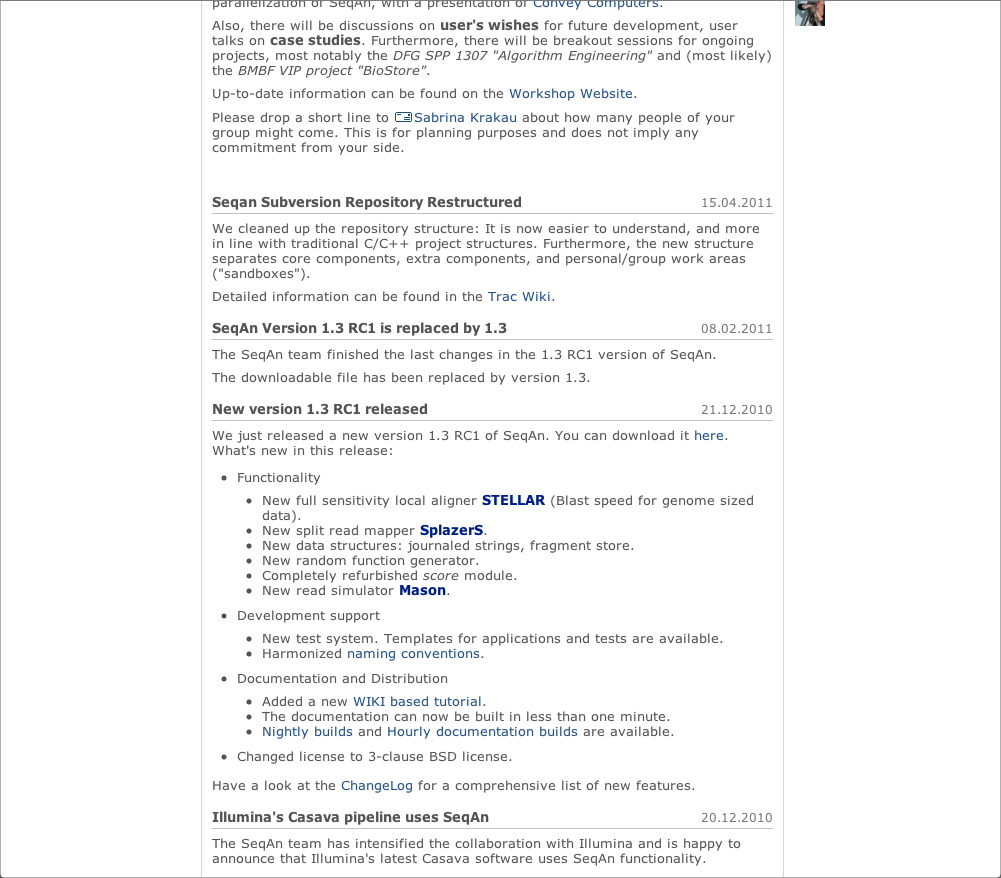 parallelization of SeqAn, with a presentation of Convey Computers.
Also, there will be discussions on user's wishes for future development, user
talks on case studies. Furthermore, there will be breakout sessions for ongoing
projects, most notably the DFG SPP 1307 "Algorithm Engineering" and (most likely)
the BMBF VIP project "BioStore".
Up-to-date information can be found on the Workshop Website.
Please drop a short line to Sabrina Krakau about how many people of your
group might come. This is for planning purposes and does not imply any
commitment from your side.
Seqan Subversion Repository Restructured 15.04.2011
We cleaned up the repository structure: It is now easier to understand, and more
in line with traditional C/C++ project structures. Furthermore, the new structure
separates core components, extra components, and personal/group work areas
("sandboxes").
Detailed information can be found in the Trac Wiki.
SeqAn Version 1.3 RC1 is replaced by 1.3 08.02.2011
The SeqAn team finished the last changes in the 1.3 RC1 version of SeqAn.
The downloadable file has been replaced by version 1.3.
New version 1.3 RC1 released 21.12.2010
We just released a new version 1.3 RC1 of SeqAn. You can download it here.
What's new in this release:
• Functionality
• New full sensitivity local aligner STELLAR (Blast speed for genome sized
data).
• New split read mapper SplazerS.
• New data structures: journaled strings, fragment store.
• New random function generator.
• Completely refurbished score module.
• New read simulator Mason.
• Development support
• New test system. Templates for applications and tests are available.
• Harmonized naming conventions.
• Documentation and Distribution
• Added a new WIKI based tutorial.
• The documentation can now be built in less than one minute.
• Nightly builds and Hourly documentation builds are available.
• Changed license to 3-clause BSD license.
Have a look at the ChangeLog for a comprehensive list of new features.
Illumina's Casava pipeline uses SeqAn 20.12.2010
The SeqAn team has intensified the collaboration with Illumina and is happy to
announce that Illumina's latest Casava software uses SeqAn functionality.